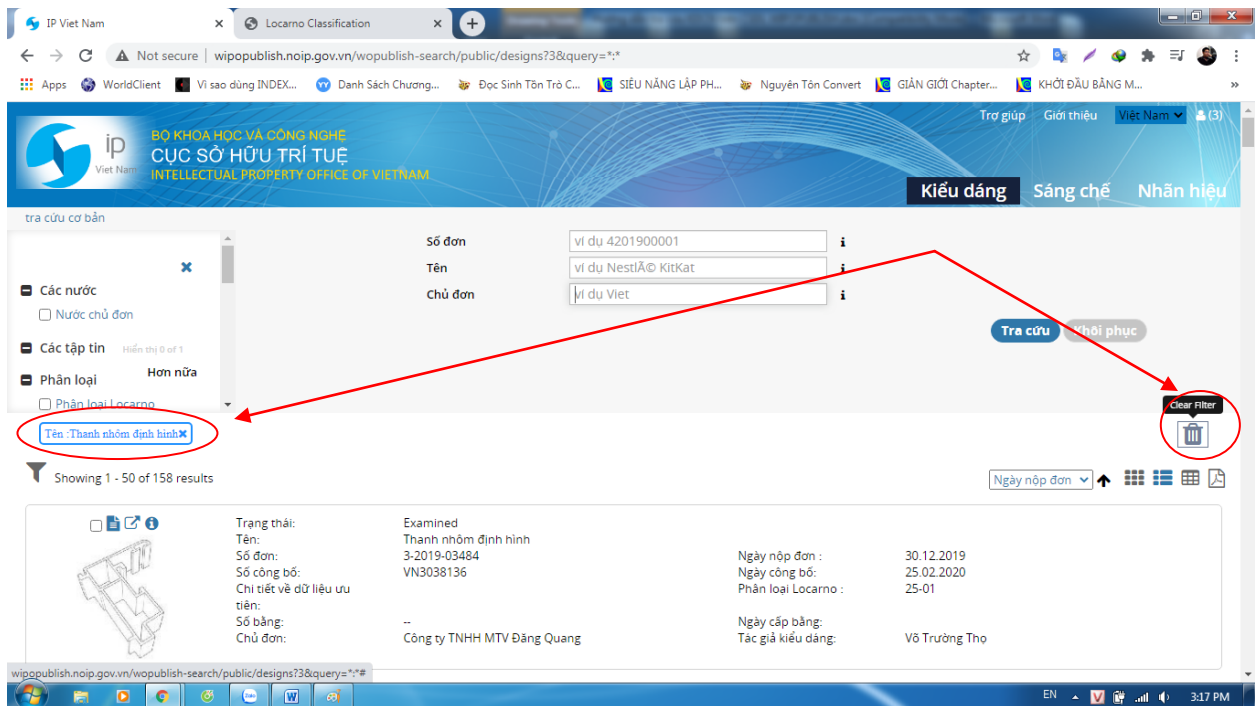 IP Viet Nam
Locarno Classification
Not secure
wipopublish.noip.gov.vn/wopublish-search/public/designs?3&query=*:*
Apps
WorldClient
Vì sao dùng INDEX...
Danh Sách Chương...
Đọc Sinh Tồn Trò C...
SIÊU NĂNG LẬP PH...
Nguyên Tôn Convert
GIẢN GIỚI Chapter...
KHỞI ĐẦU BẰNG M...
»
Trợ giúp
Giới thiệu
Việt Nam
(3)
ip
Viet Nam
BỘ KHOA HỌC VÀ CÔNG NGHỆ
CỤC SỞ HỮU TRÍ TUỆ
INTELLECTUAL PROPERTY OFFICE OF VIETNAM
Kiểu dáng
Sáng chế
Nhãn hiệu
tra cứu cơ bản
Số đơn
ví dụ 4201900001
Tên
ví dụ NestlÃ© KitKat
Chủ đơn
ví dụ Viet
Các nước
Nước chủ đơn
Các tập tin
Hiển thị 0 of 1
Hơn nữa
Phân loại
Phân loại Locarno
Tra cứu
Khôi phục
Clear Filter
Tên :Thanh nhôm định hình
Showing 1 - 50 of 158 results
Ngày nộp đơn
Trạng thái: Examined
Tên: Thanh nhôm định hình
Số đơn: 3-2019-03484 Ngày nộp đơn : 30.12.2019
Số công bố: VN3038136 Ngày công bố: 25.02.2020
Chi tiết về dữ liệu ưu Phân loại Locarno : 25-01
tiên:
Số bằng: -- Ngày cấp bằng:
Chủ đơn: Công ty TNHH MTV Đăng Quang Tác giả kiểu dáng: Võ Trường Thọ
wipopublish.noip.gov.vn/wopublish-search/public/designs?3&query=*:*#
EN
3:17 PM